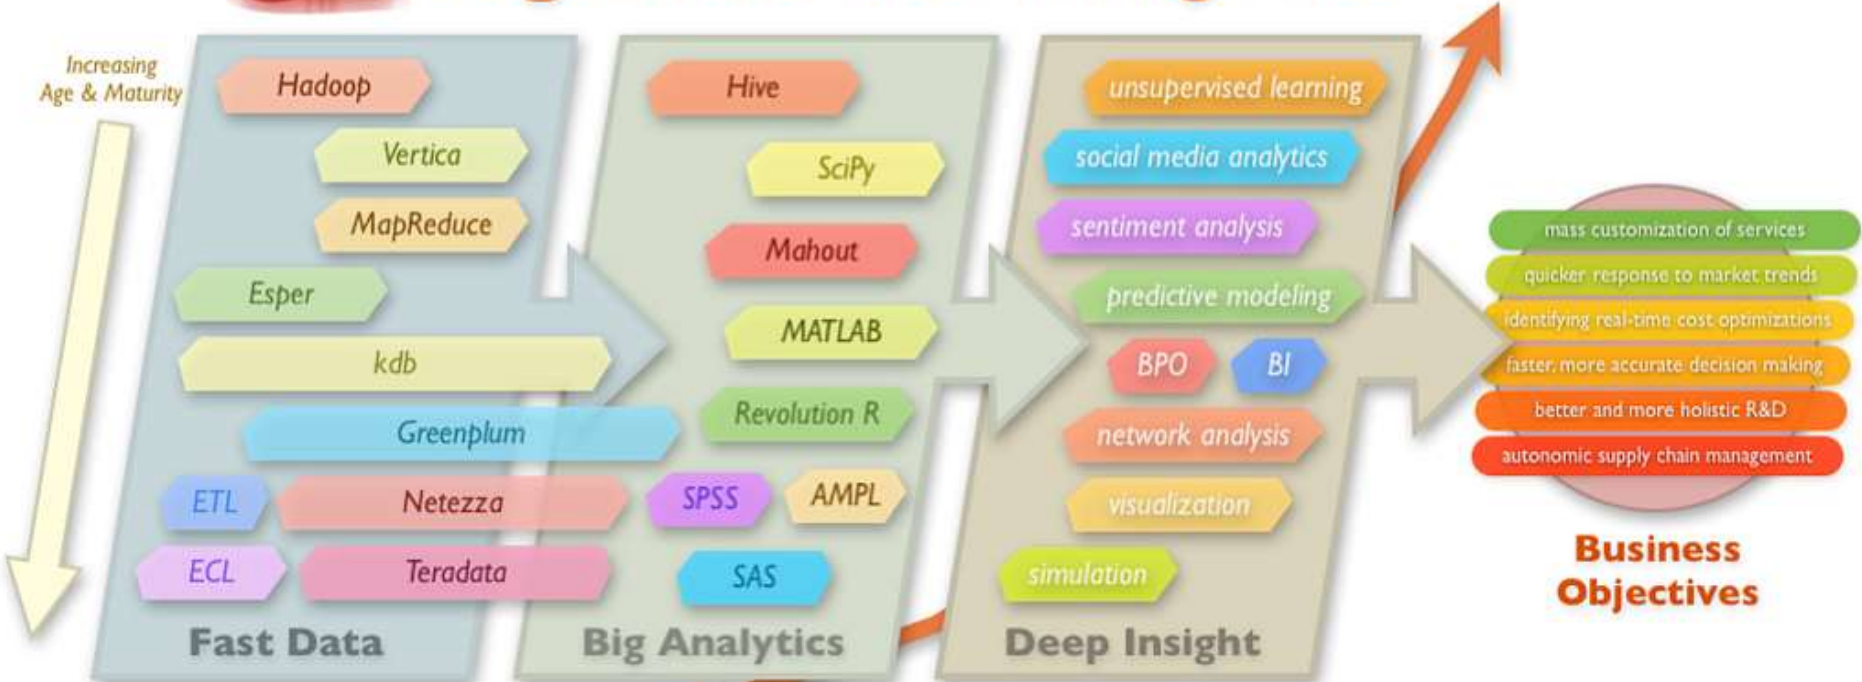 Increasing
Age & Maturity
Hadoop
Vertica
MapReduce
Esper
kdb
Greenplum
ETL
Netezza
ECL
Teradata
Fast Data
Hive
SciPy
Mahout
MATLAB
Revolution R
SPSS
AMPL
SAS
Big Analytics
unsupervised learning
social media analytics
sentiment analysis
predictive modeling
BPO
BI
network analysis
visualization
simulation
Deep Insight
mass customization of services
quicker response to market trends
identifying real-time cost optimizations
faster, more accurate decision making
better and more holistic R&D
autonomic supply chain management
Business
Objectives